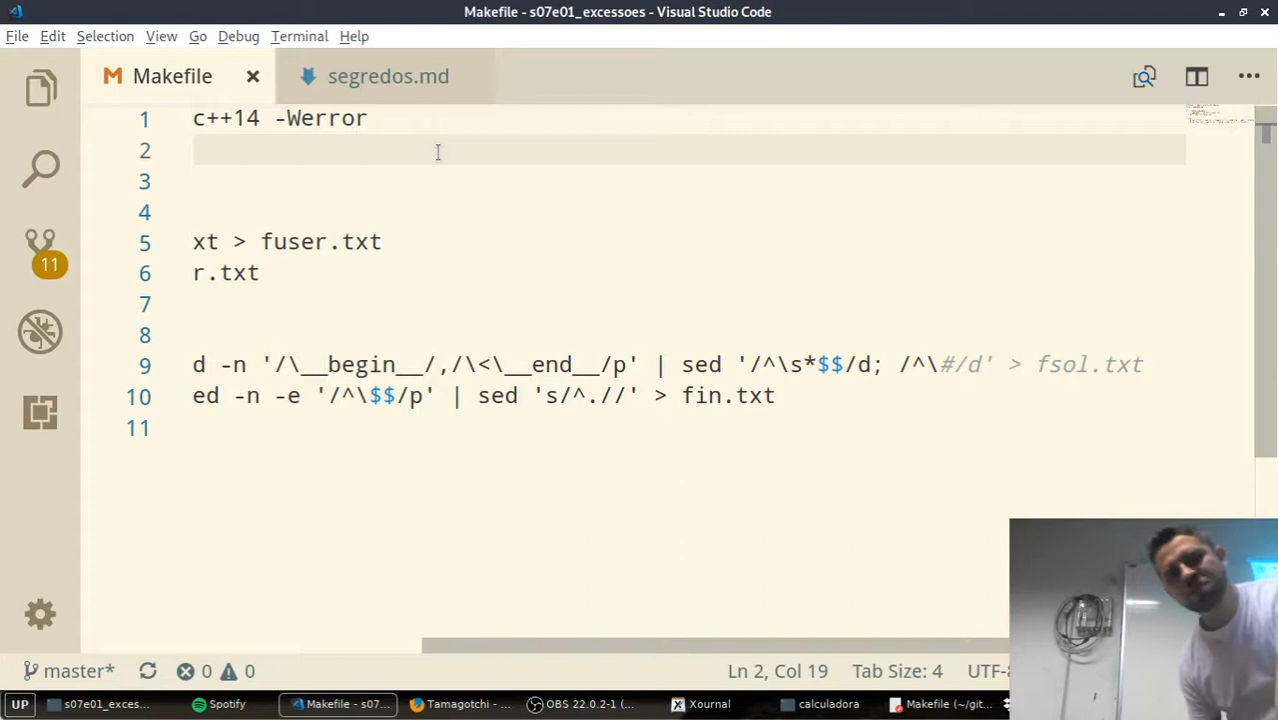 Makefile - s07e01_excessoes - Visual Studio Code
File Edit Selection View Go Debug Terminal Help
Makefile segredos.md
1 c++14 -Werror
2
3
4
5 xt > fuser.txt
6 r.txt
7
8
9 d -n '/\__begin__/,/\<\__end__/p' | sed '/^\s*$$/d; /^\#/d' > fsol.txt
10 ed -n -e '/^\$$/p' | sed 's/^.//' > fin.txt
11
11
master* 0 0 Ln 2, Col 19 Tab Size: 4 UTF-8
UP s07e01_exces... Spotify Makefile - s07... Tamagotchi - ... OBS 22.0.2-1 (... Xournal calculadora Makefile (~/git...